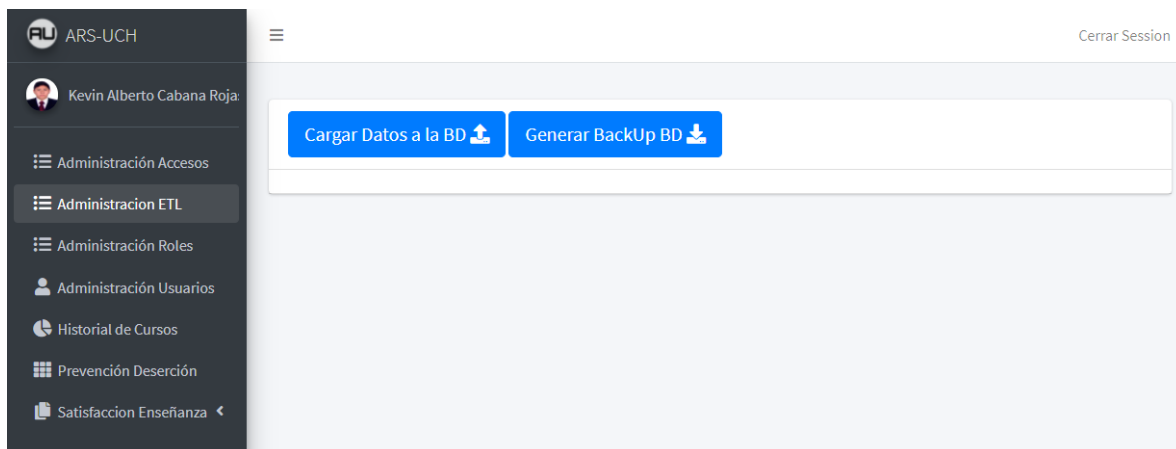 AU ARS-UCH
Cerrar Session
Kevin Alberto Cabana Roja
Cargar Datos a la BD
Generar BackUp BD
Administración Accesos
Administracion ETL
Administración Roles
Administración Usuarios
Historial de Cursos
Prevención Deserción
Satisfaccion Enseñanza